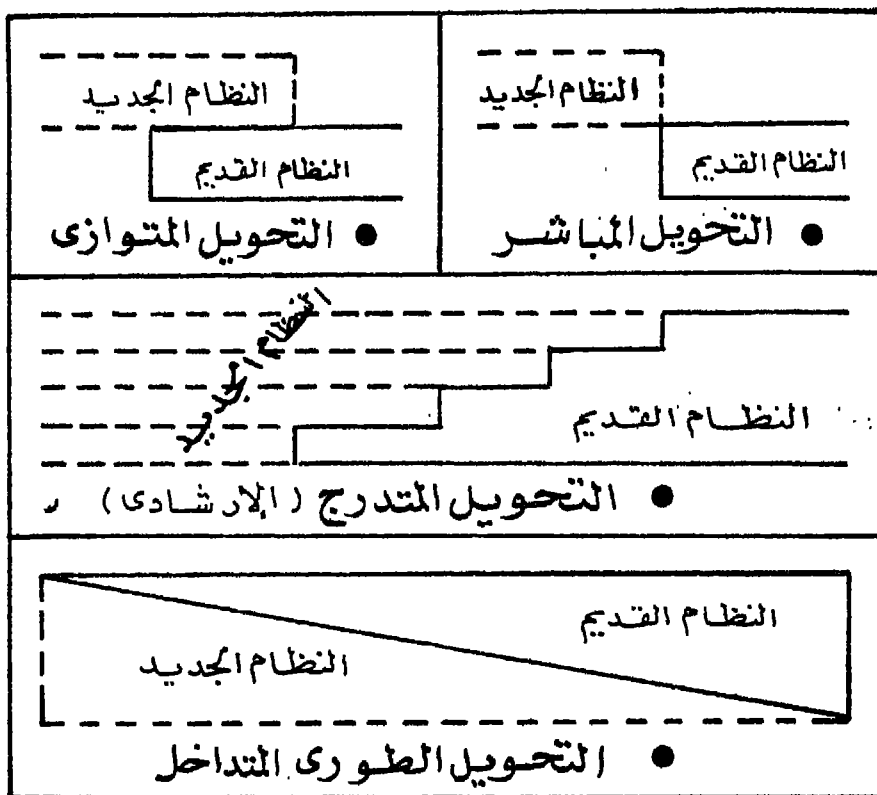 النظام الجديد
النظام القديم
● التحويل المباشر
النظام الجديد
النظام القديم
● التحويل المتوازى
النظام الجديد
النظام القديم
● التحويل المتدرج (الإرشادى)
النظام القديم
النظام الجديد
● التحويل الطورى المتداخل